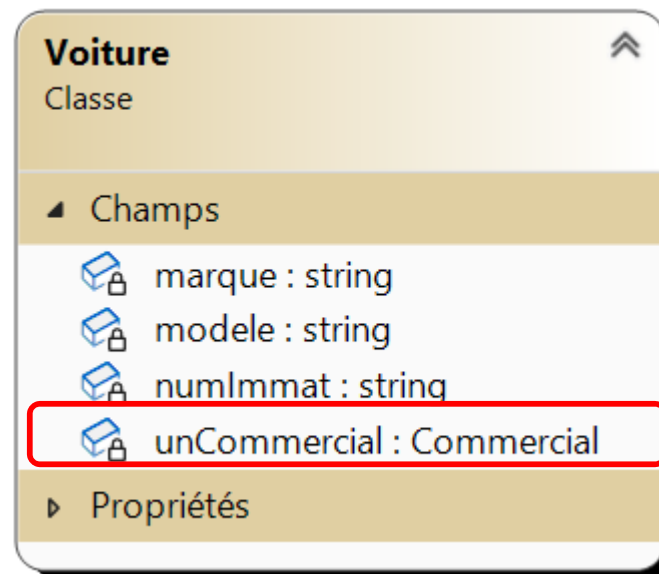 Voiture
Classe
Champs
marque : string
modele : string
numImmat : string
unCommercial : Commercial
Propriétés